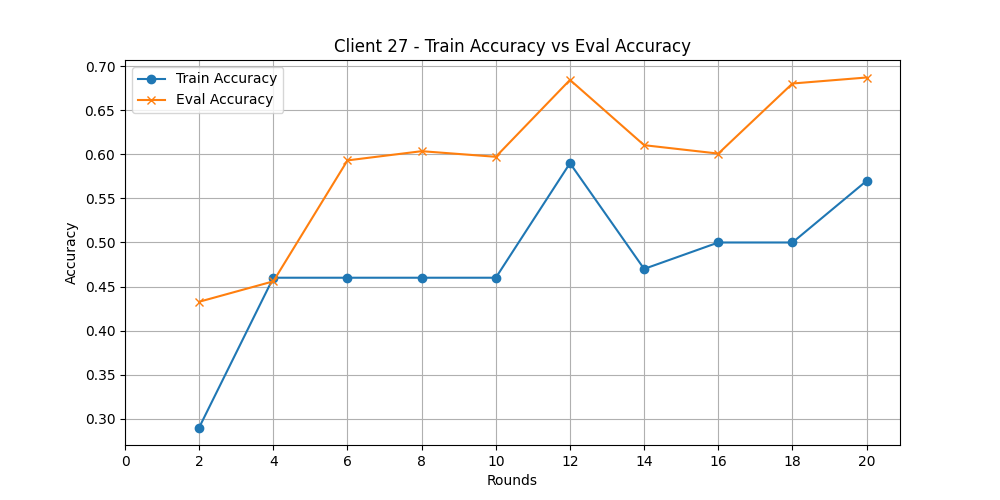 Client 27 - Train Accuracy vs Eval Accuracy
Train Accuracy
Eval Accuracy
Accuracy
0.70
0.65
0.60
0.55
0.50
0.45
0.40
0.35
0.30
0 2 4 6 8 10 12 14 16 18 20
Rounds